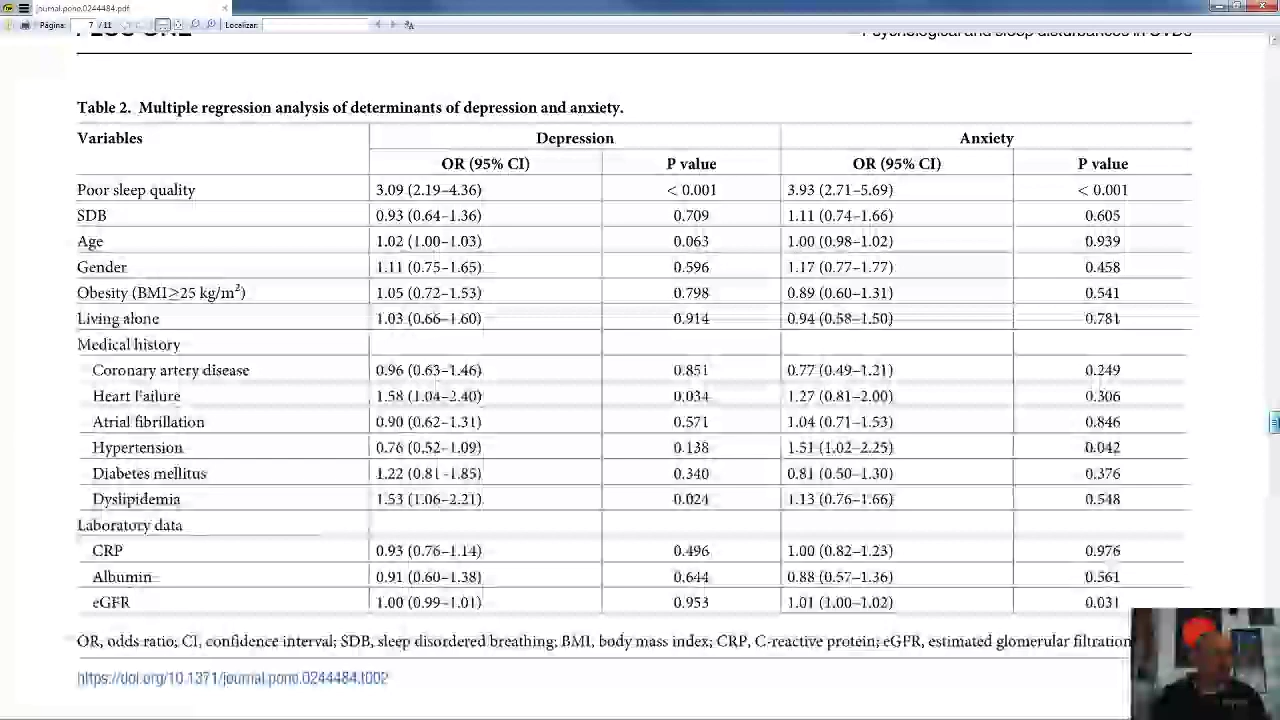 journal.pone.0244484.pdf
Página: 7 / 11 Localizar:
PLOS ONE Psychological and sleep disturbances in CVDs
Table 2. Multiple regression analysis of determinants of depression and anxiety.
Variables Depression Anxiety
OR (95% CI) P value OR (95% CI) P value
Poor sleep quality 3.09 (2.19–4.36) < 0.001 3.93 (2.71–5.69) < 0.001
SDB 0.93 (0.64–1.36) 0.709 1.11 (0.74–1.66) 0.605
Age 1.02 (1.00–1.03) 0.063 1.00 (0.98–1.02) 0.939
Gender 1.11 (0.75–1.65) 0.596 1.17 (0.77–1.77) 0.458
Obesity (BMI≥25 kg/m²) 1.05 (0.72–1.53) 0.798 0.89 (0.60–1.31) 0.541
Living alone 1.03 (0.66–1.60) 0.914 0.94 (0.58–1.50) 0.781
Medical history
Coronary artery disease 0.96 (0.63–1.46) 0.851 0.77 (0.49–1.21) 0.249
Heart Failure 1.58 (1.04–2.40) 0.034 1.27 (0.81–2.00) 0.306
Atrial fibrillation 0.90 (0.62–1.31) 0.571 1.04 (0.71–1.53) 0.846
Hypertension 0.76 (0.52–1.09) 0.138 1.51 (1.02–2.25) 0.042
Diabetes mellitus 1.22 (0.81–1.85) 0.340 0.81 (0.50–1.30) 0.376
Dyslipidemia 1.53 (1.06–2.21) 0.024 1.13 (0.76–1.66) 0.548
Laboratory data
CRP 0.93 (0.76–1.14) 0.496 1.00 (0.82–1.23) 0.976
Albumin 0.91 (0.60–1.38) 0.644 0.88 (0.57–1.36) 0.561
eGFR 1.00 (0.99–1.01) 0.953 1.01 (1.00–1.02) 0.031
OR, odds ratio; CI, confidence interval; SDB, sleep disordered breathing; BMI, body mass index; CRP, C-reactive protein; eGFR, estimated glomerular filtration
https://doi.org/10.1371/journal.pone.0244484.t002